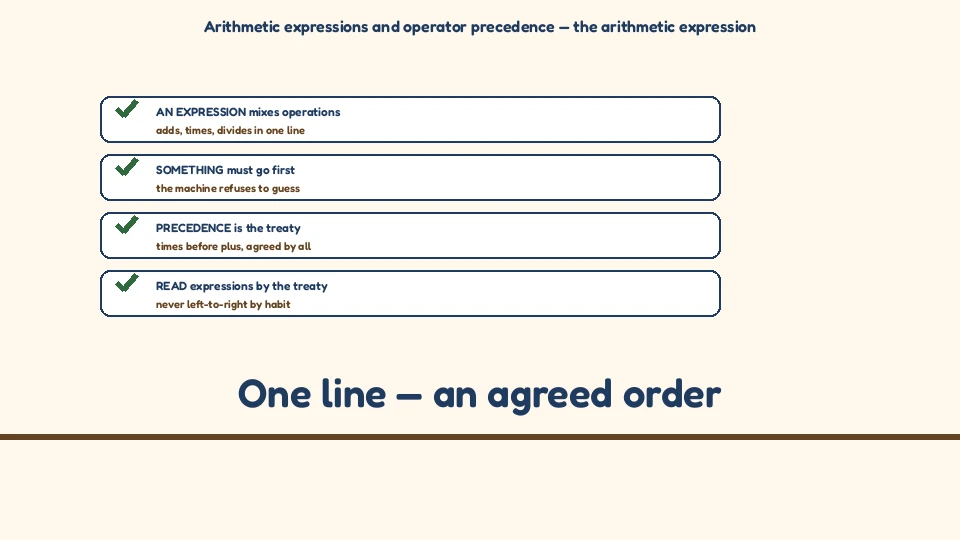 Arithmetic expressions and operator precedence — the arithmetic expression
AN EXPRESSION mixes operations
adds, times, divides in one line
SOMETHING must go first
the machine refuses to guess
PRECEDENCE is the treaty
times before plus, agreed by all
READ expressions by the treaty
never left-to-right by habit
One line — an agreed order